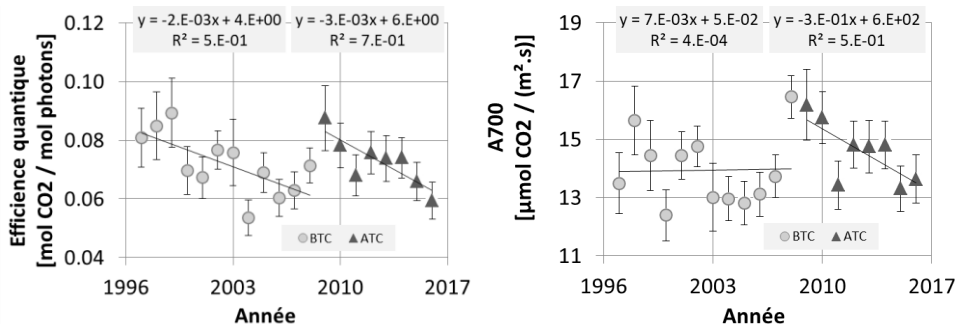 y = -2.E-03x + 4.E+00
R² = 5.E-01
y = -3.E-03x + 6.E+00
R² = 7.E-01
Efficience quantique
[mol CO2 / mol photons]
0.12
0.10
0.08
0.06
0.04
BTC ATC
1996 2003 2010 2017
Année
y = 7.E-03x + 5.E-02
R² = 4.E-04
y = -3.E-01x + 6.E+02
R² = 5.E-01
A700
[µmol CO2 / (m².s)]
19
17
15
13
11
BTC ATC
1996 2003 2010 2017
Année